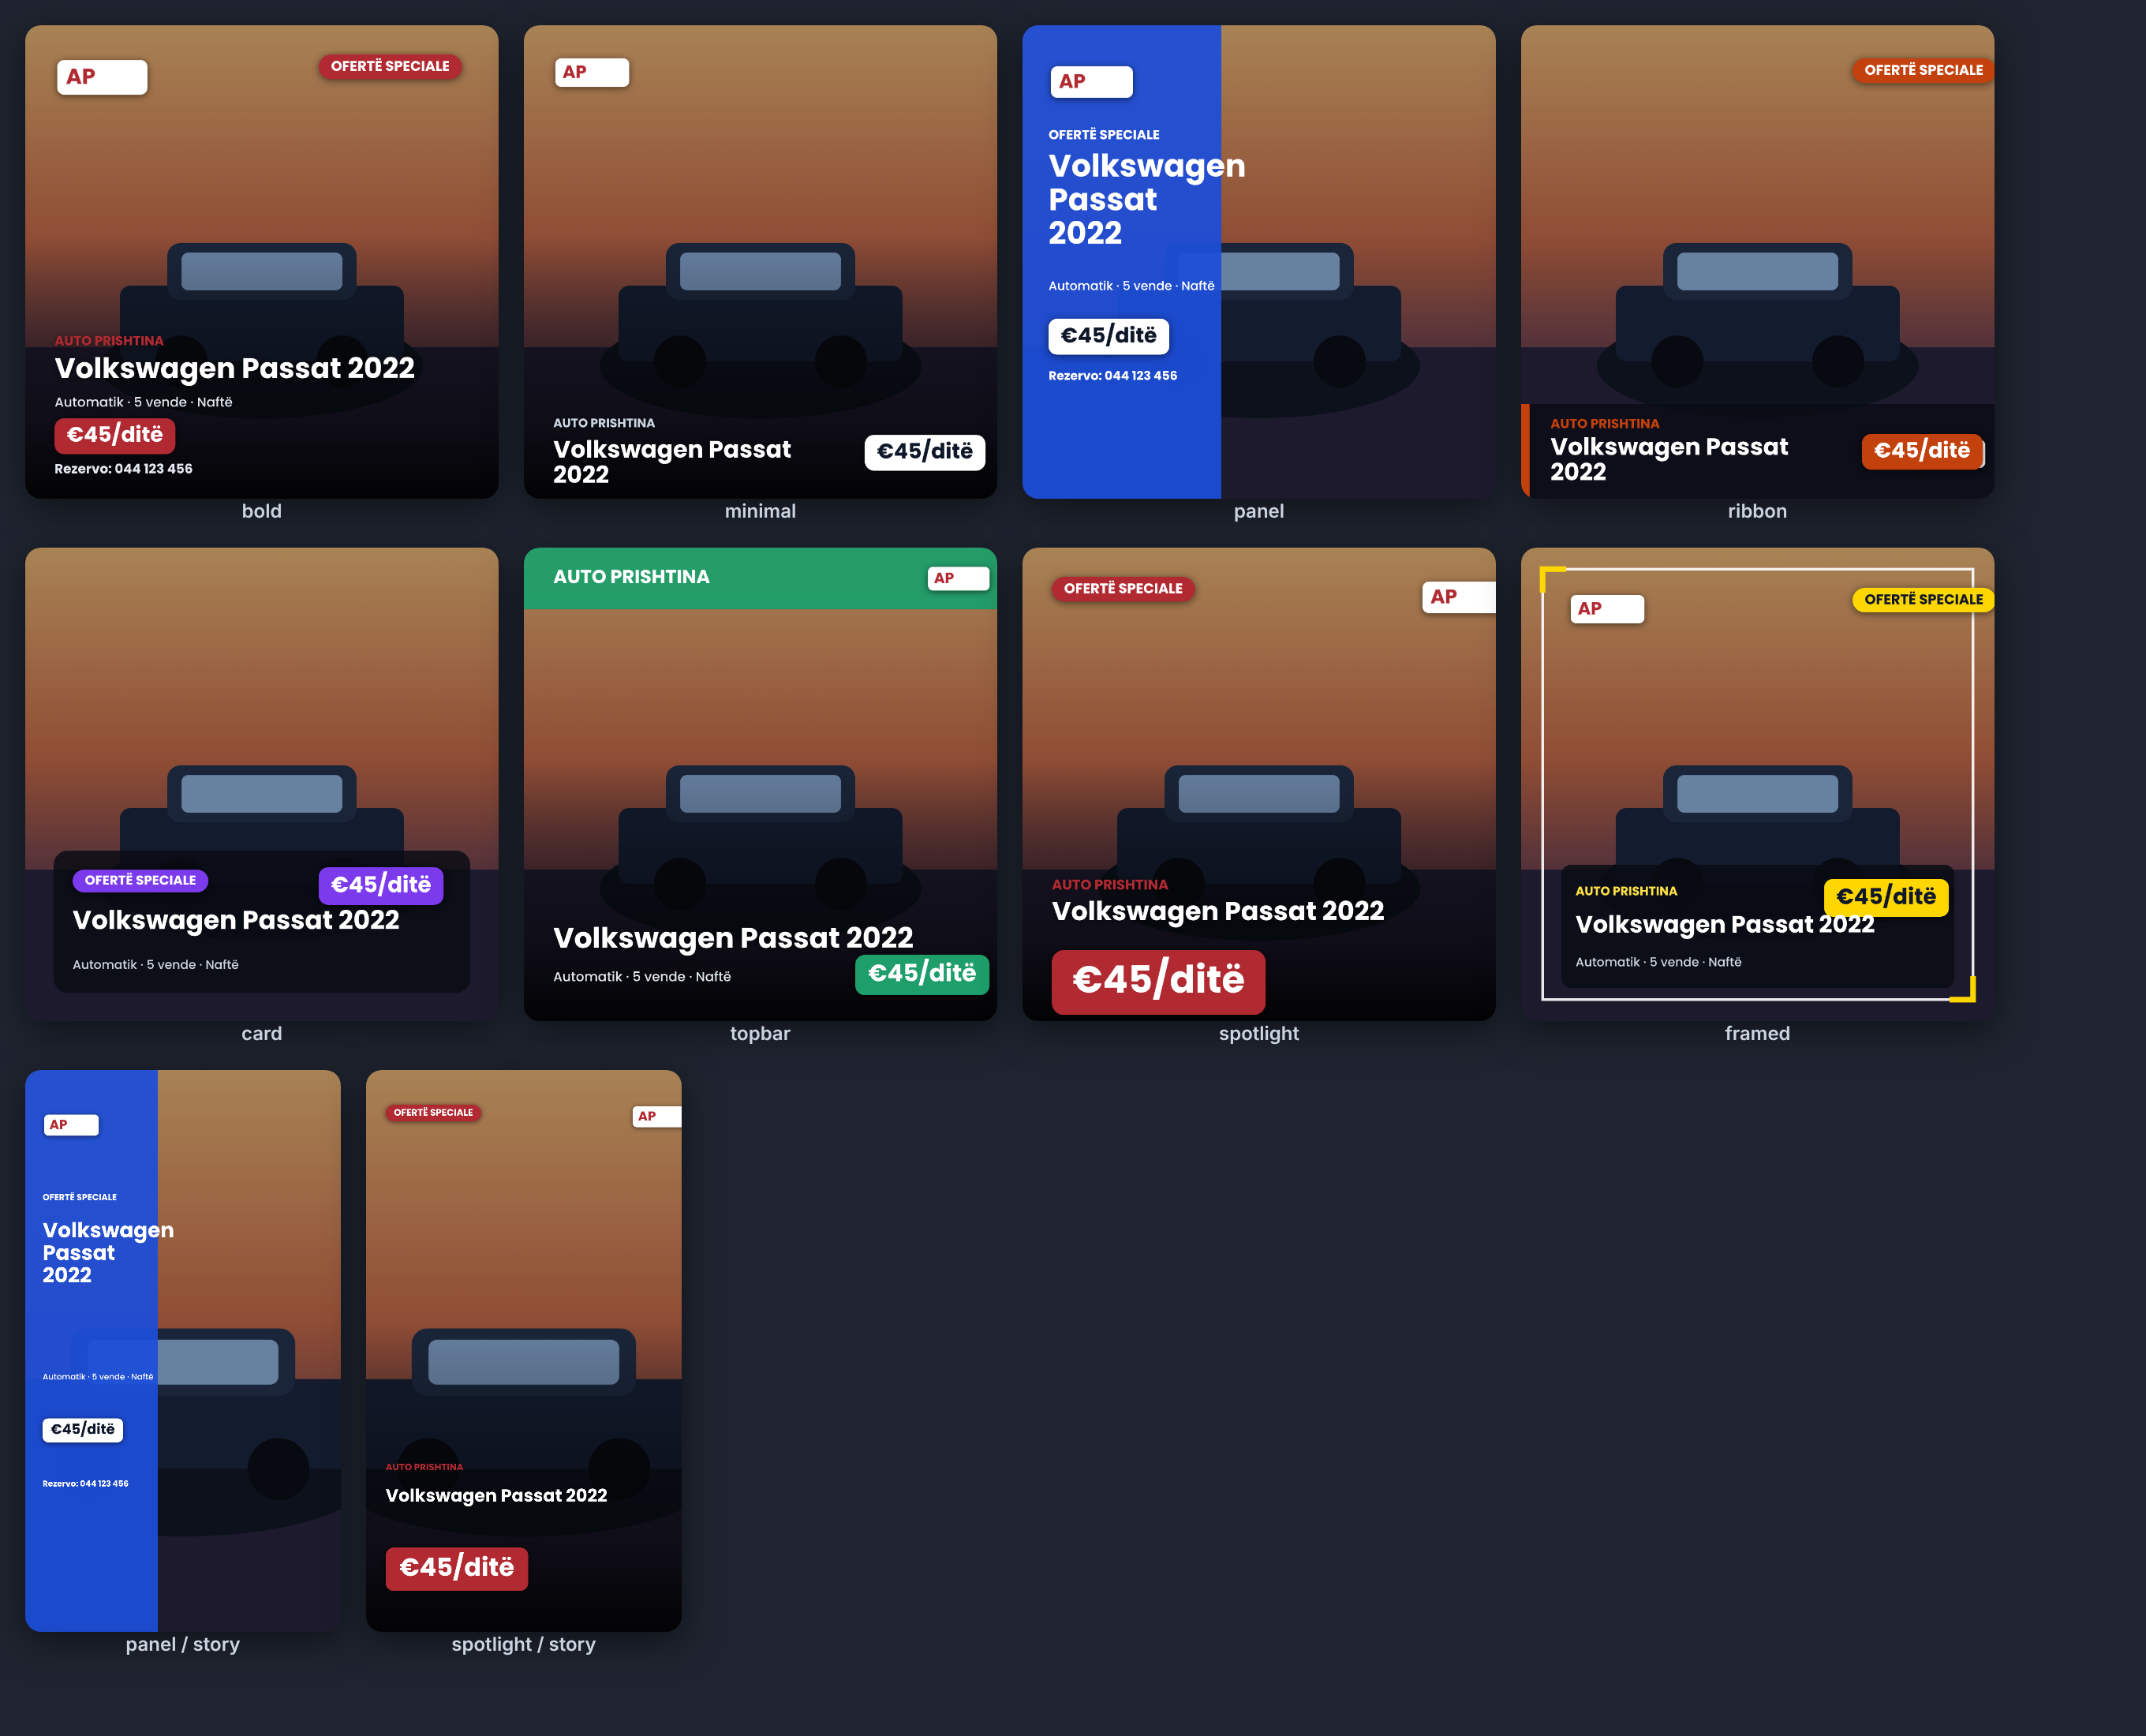 AP
OFERTË SPECIALE
AUTO PRISHTINA
Volkswagen Passat 2022
Automatik · 5 vende · Naftë
€45/ditë
Rezervo: 044 123 456
bold
AP
AUTO PRISHTINA
Volkswagen Passat
2022
€45/ditë
minimal
AP
OFERTË SPECIALE
Volkswagen
Passat
2022
Automatik · 5 vende · Naftë
€45/ditë
Rezervo: 044 123 456
panel
OFERTË SPECIALE
AUTO PRISHTINA
Volkswagen Passat
2022
€45/ditë
ribbon
OFERTË SPECIALE
€45/ditë
Volkswagen Passat 2022
Automatik · 5 vende · Naftë
card
AUTO PRISHTINA
AP
Volkswagen Passat 2022
Automatik · 5 vende · Naftë
€45/ditë
topbar
OFERTË SPECIALE
AP
AUTO PRISHTINA
Volkswagen Passat 2022
€45/ditë
spotlight
AP
OFERTË SPECIALE
AUTO PRISHTINA
€45/ditë
Volkswagen Passat 2022
Automatik · 5 vende · Naftë
framed
AP
OFERTË SPECIALE
Volkswagen
Passat
2022
Automatik · 5 vende · Naftë
€45/ditë
Rezervo: 044 123 456
panel / story
OFERTË SPECIALE
AP
AUTO PRISHTINA
Volkswagen Passat 2022
€45/ditë
spotlight / story